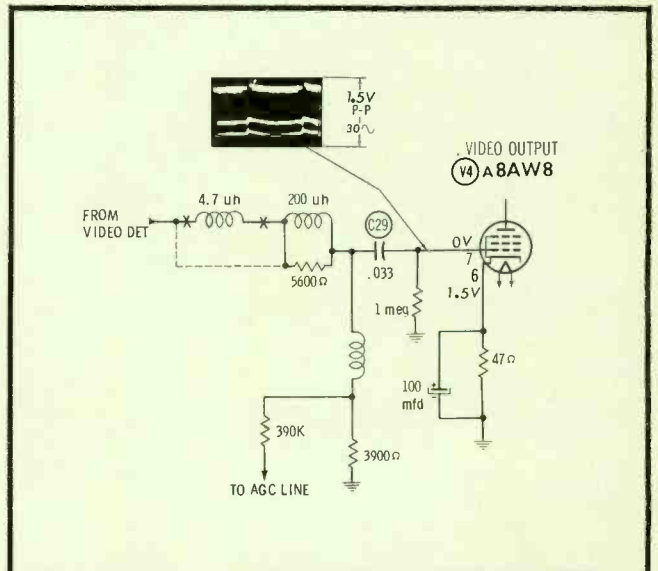 1.5V
P-P
30~
VIDEO OUTPUT
V4 A 8AW8
4.7 uh
200 uh
C29
FROM
VIDEO DET
0V
7
6
5600Ω
.033
1.5V
1 meg
47Ω
100
mfd
390K
3900Ω
TO AGC LINE